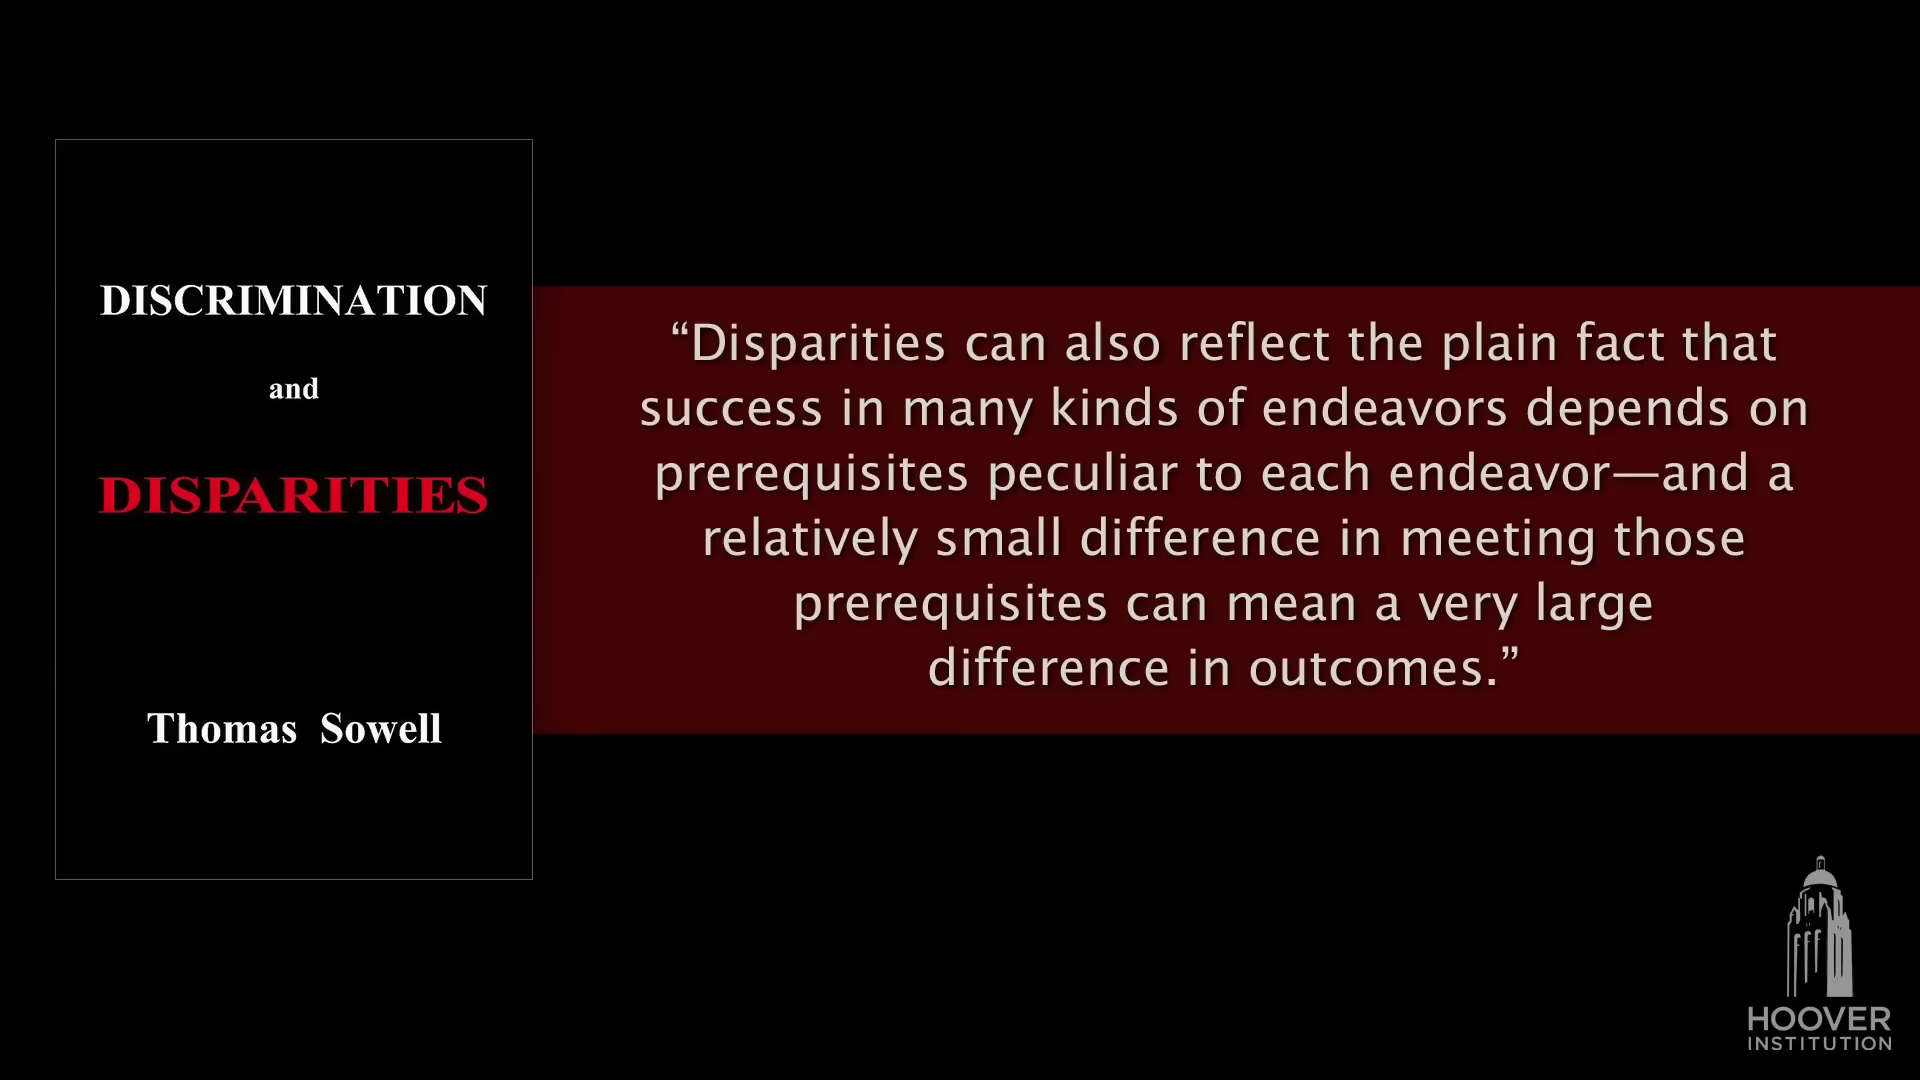 DISCRIMINATION
and
DISPARITIES
Thomas Sowell
“Disparities can also reflect the plain fact that
success in many kinds of endeavors depends on
prerequisites peculiar to each endeavor—and a
relatively small difference in meeting those
prerequisites can mean a very large
difference in outcomes.”
HOOVER
INSTITUTION